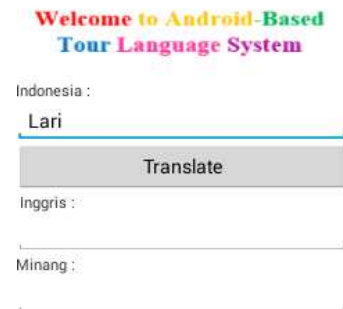 Welcome to Android-Based
Tour Language System
Indonesia :
Lari
Translate
Inggris :
Minang :